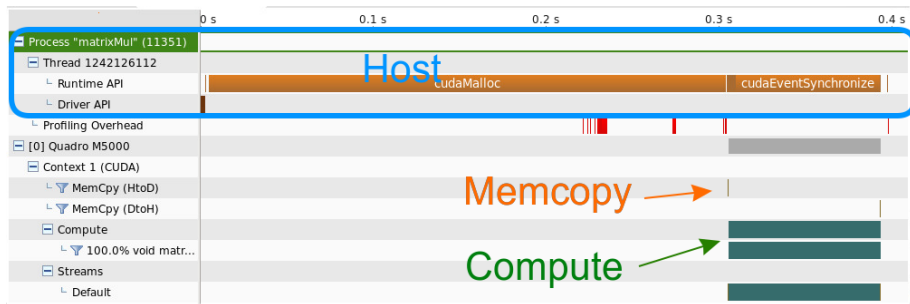 0 s 0.1 s 0.2 s 0.3 s 0.4 s
Process "matrixMul" (11351)
Thread 1242126112
Host
Runtime API cudaMalloc cudaEventSynchronize
Driver API
Profiling Overhead
[0] Quadro M5000
Context 1 (CUDA)
MemCpy (HtoD) Memcopy
MemCpy (DtoH)
Compute
100.0% void matr...
Compute
Streams
Default